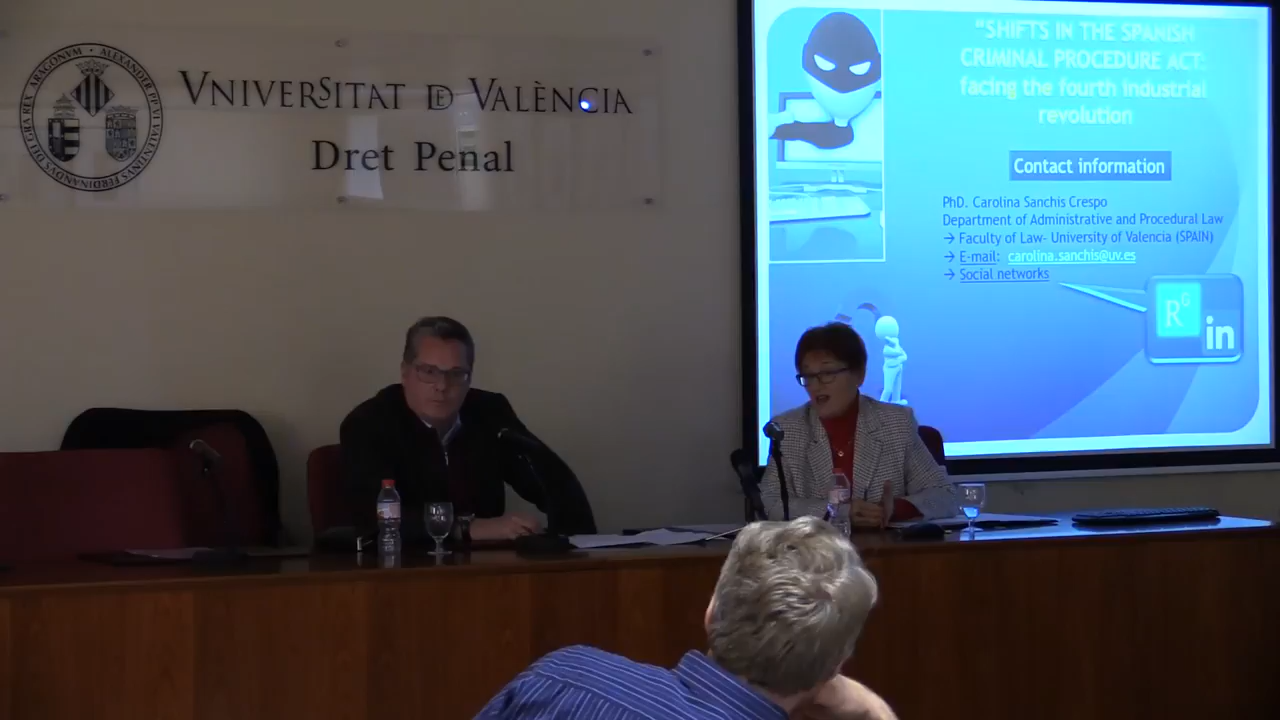 VNIVERSITAT DE VALÈNCIA
Dret Penal
"SHIFTS IN THE SPANISH
CRIMINAL PROCEDURE ACT:
facing the fourth industrial
revolution
Contact information
PhD. Carolina Sanchis Crespo
Department of Administrative and Procedural Law
→ Faculty of Law- University of Valencia (SPAIN)
→ E-mail: carolina.sanchis@uv.es
→ Social networks
R6
in